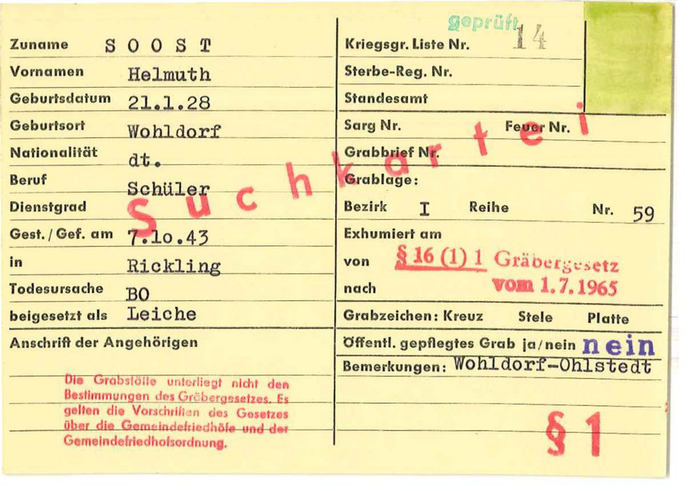 geprüft
14
Zuname S O O S T
Vornamen Helmuth
Geburtsdatum 21.1.28
Geburtsort Wohldorf
Nationalität dt.
Beruf Schüler
Dienstgrad
Gest./Gef. am 7.1o.43
in Rickling
Todesursache BO
beigesetzt als Leiche
Anschrift der Angehörigen
Die Grabstätte unterliegt nicht den
Bestimmungen des Gräbergesetzes. Es
gelten die Vorschriften des Gesetzes
über die Gemeindefriedhöfe und der
Gemeindefriedhofsordnung.
Suchkartei
Kriegsgr. Liste Nr.
Sterbe-Reg. Nr.
Standesamt
Sarg Nr. Feuer Nr.
Grabbrief Nr.
Grablage:
Bezirk I Reihe Nr. 59
Exhumiert am
von § 16 (1) 1 Gräbergesetz
nach vom 1.7.1965
Grabzeichen: Kreuz Stele Platte
Öffentl. gepflegtes Grab ja/nein nein
Bemerkungen: Wohldorf-Ohlstedt
§ 1